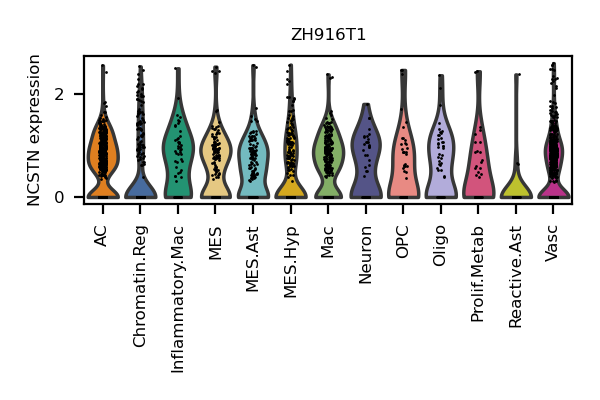 ZH916T1
NCSTN expression
2
0
AC
Chromatin.Reg
Inflammatory.Mac
MES
MES.Ast
MES.Hyp
Mac
Neuron
OPC
Oligo
Prolif.Metab
Reactive.Ast
Vasc